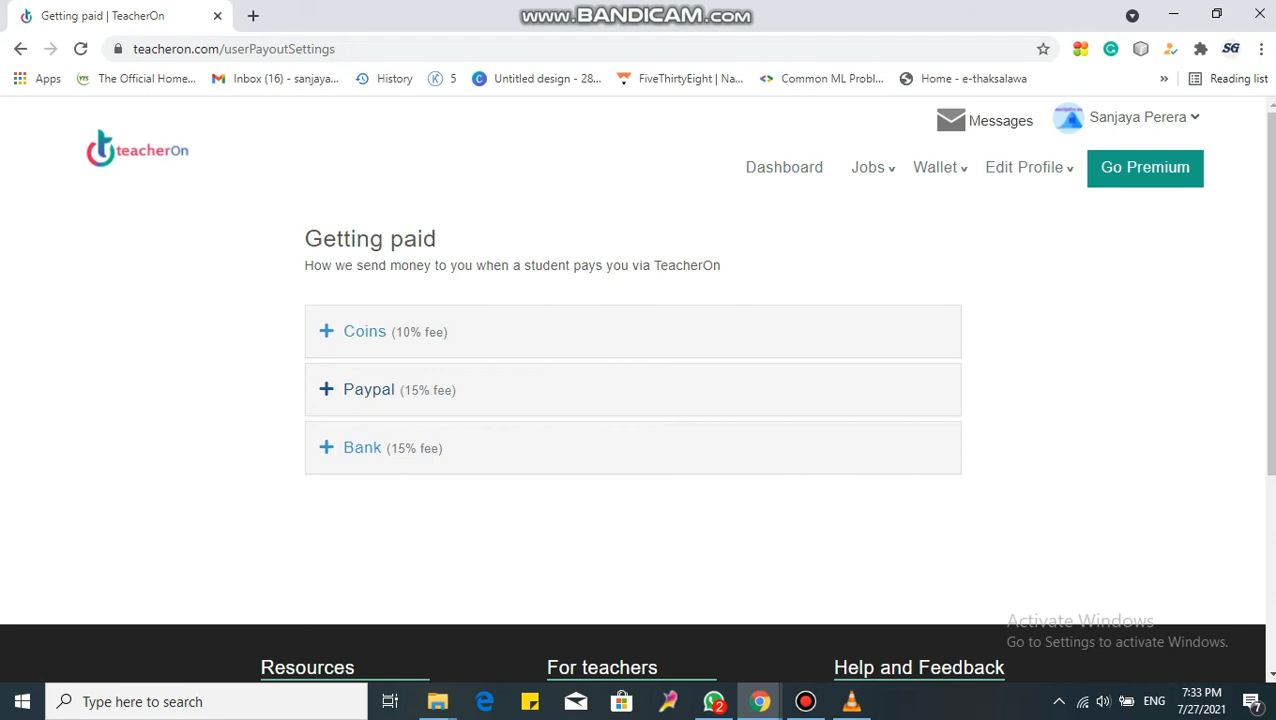 Getting paid | TeacherOn
www.BANDICAM.com
teacheron.com/userPayoutSettings
Apps
The Official Home...
Inbox (16) - sanjaya...
History
5
Untitled design - 28...
FiveThirtyEight | Na...
Common ML Probl...
Home - e-thaksalawa
»
Reading list
Messages
Sanjaya Perera
teacherOn
Dashboard
Jobs
Wallet
Edit Profile
Go Premium
Getting paid
How we send money to you when a student pays you via TeacherOn
Coins (10% fee)
Paypal (15% fee)
Bank (15% fee)
Activate Windows
Go to Settings to activate Windows.
Resources
For teachers
Help and Feedback
Type here to search
2
ENG
7:33 PM
7/27/2021
7